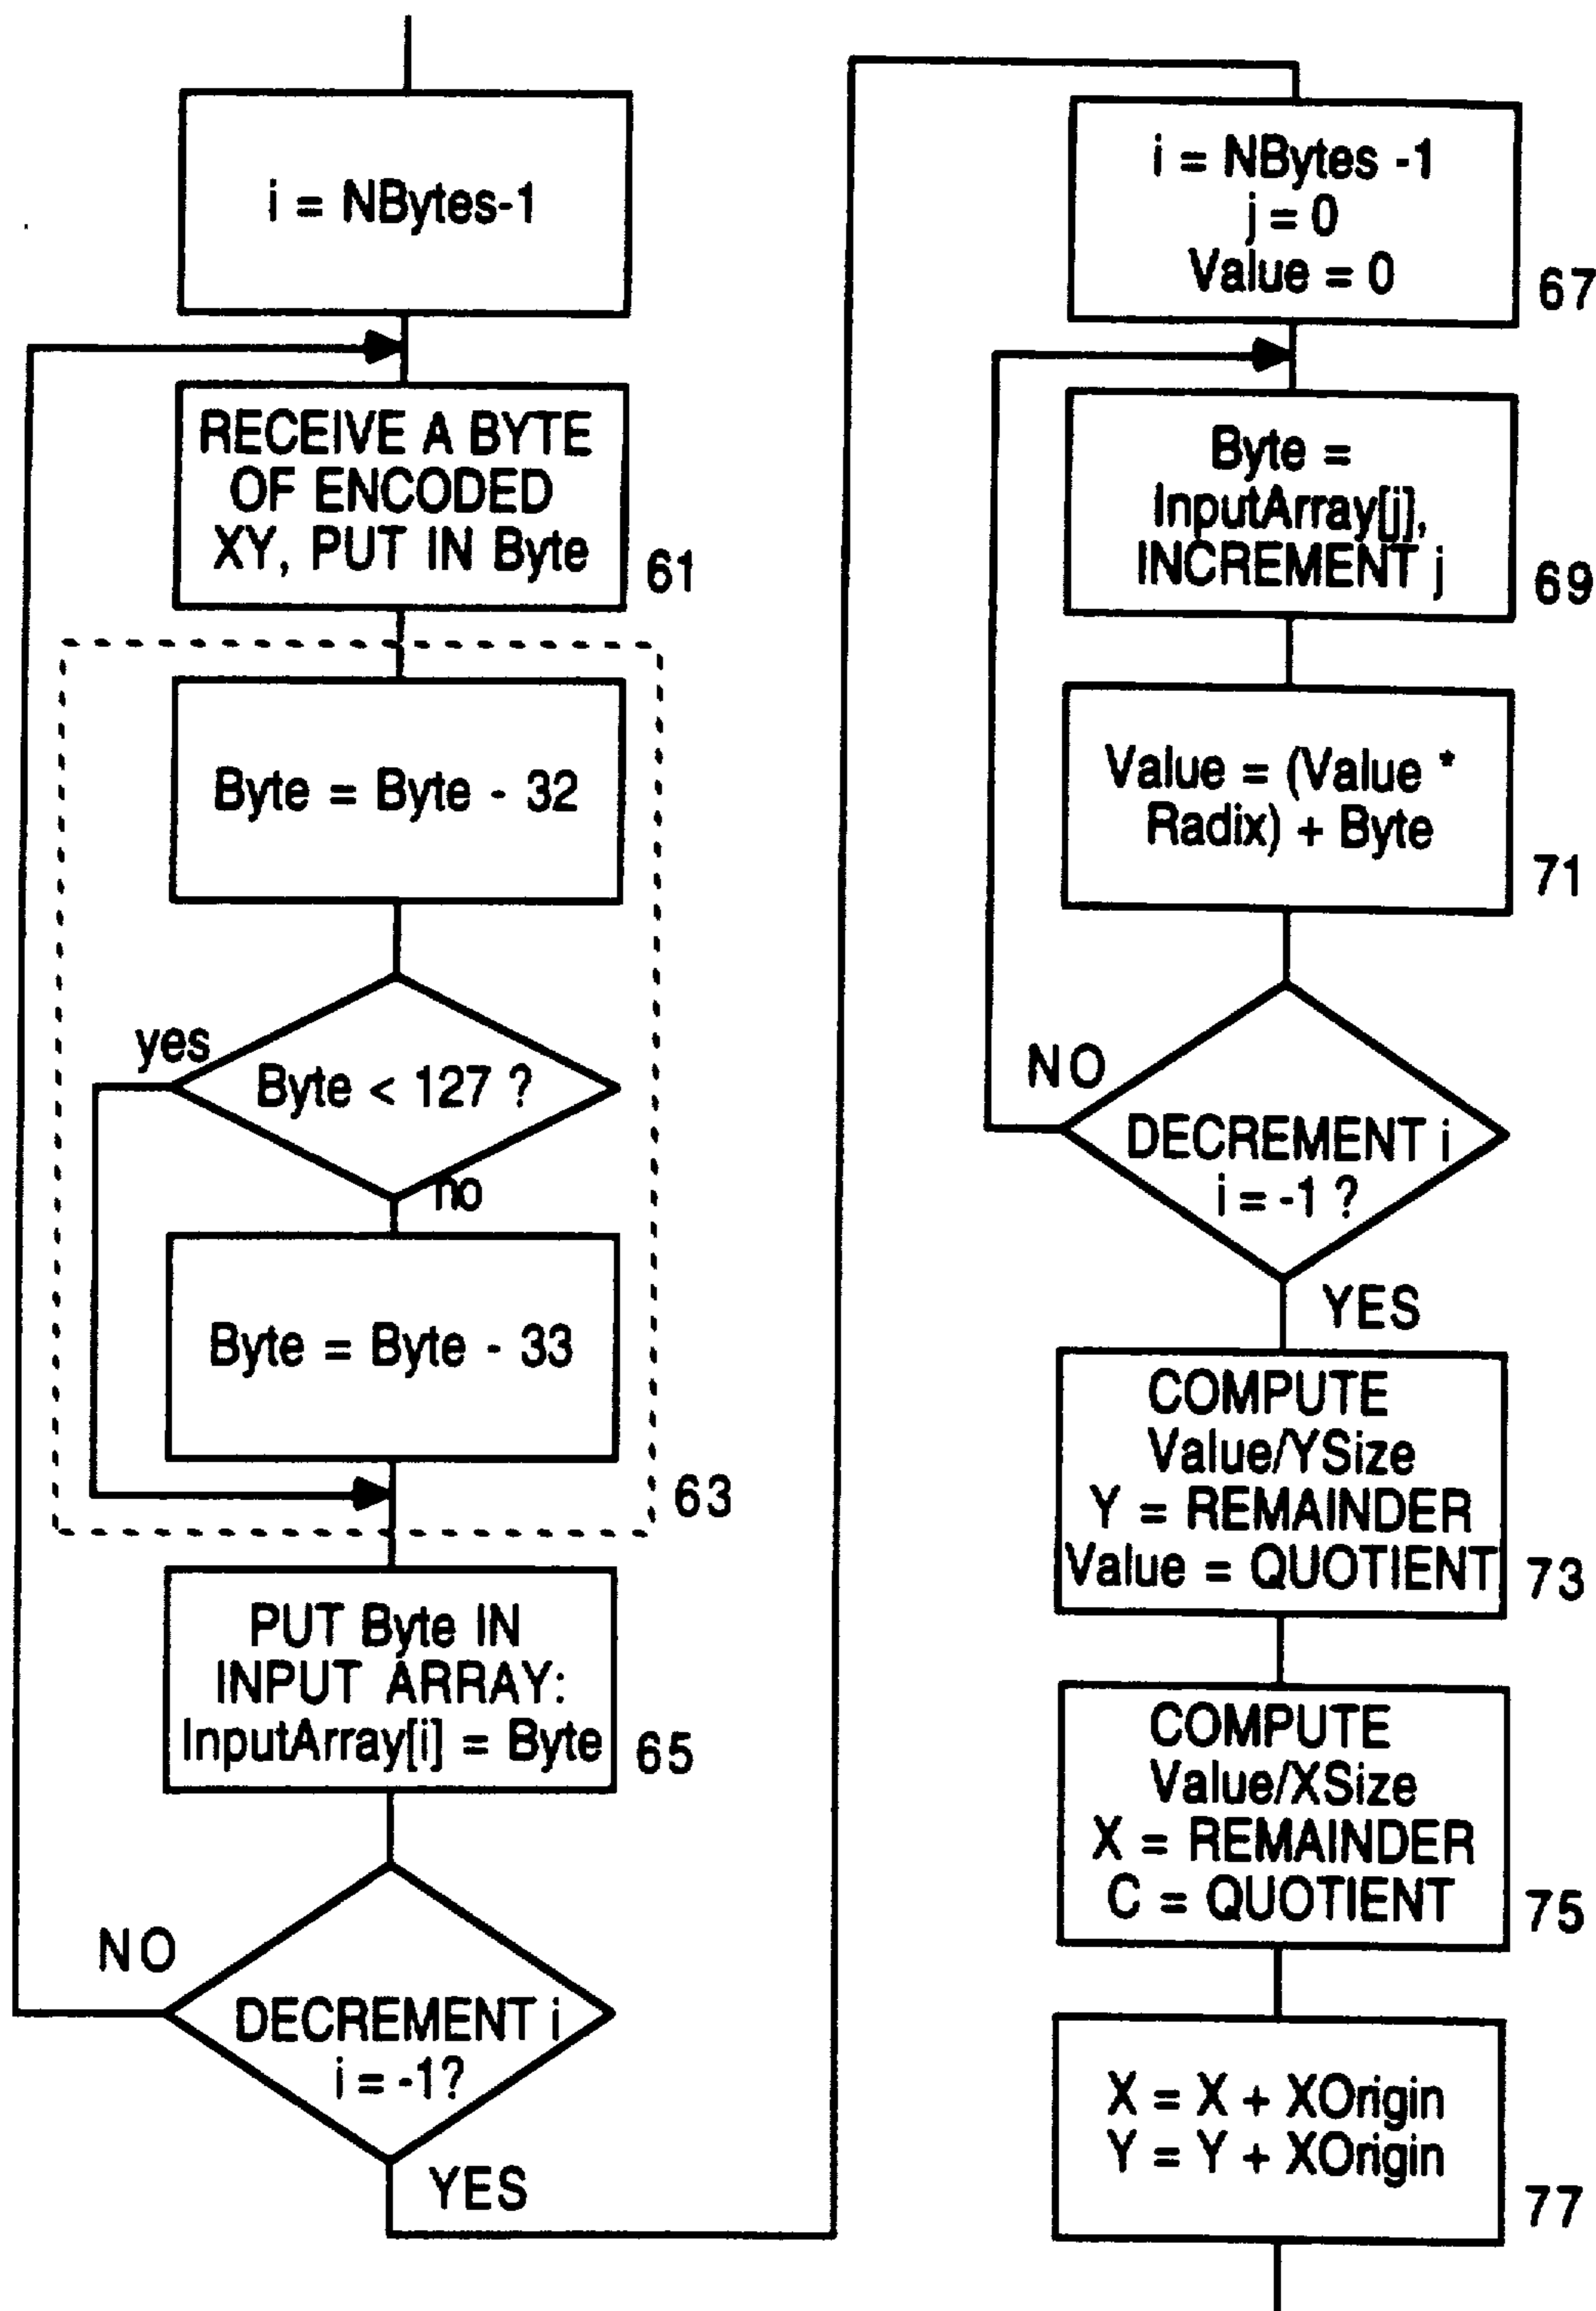 i = NBytes-1
RECEIVE A BYTE
OF ENCODED
XY, PUT IN Byte
61
Byte = Byte - 32
yes
Byte < 127 ?
no
Byte = Byte - 33
63
PUT Byte IN
INPUT ARRAY:
InputArray[i] = Byte
65
NO
DECREMENT i
i = -1?
YES
i = NBytes -1
j = 0
Value = 0
67
Byte =
InputArray[j],
INCREMENT j
69
Value = (Value *
Radix) + Byte
71
NO
DECREMENT i
i = -1 ?
YES
COMPUTE
Value/YSize
Y = REMAINDER
Value = QUOTIENT
73
COMPUTE
Value/XSize
X = REMAINDER
C = QUOTIENT
75
X = X + XOrigin
Y = Y + XOrigin
77